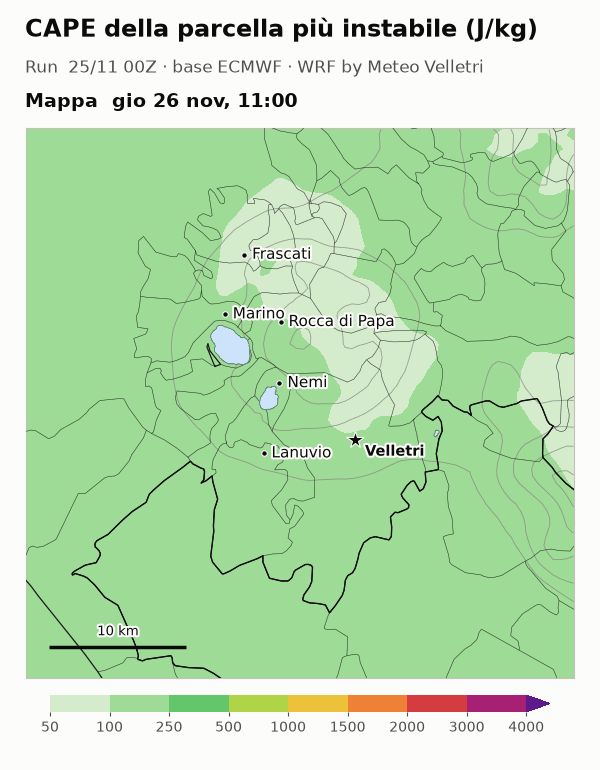 CAPE della parcella più instabile (J/kg)
Run  25/11 00Z · base ECMWF · WRF by Meteo Velletri
Mappa  gio 26 nov, 11:00
Frascati
Marino
Rocca di Papa
Nemi
Velletri
Lanuvio
10 km
50 100 250 500 1000 1500 2000 3000 4000